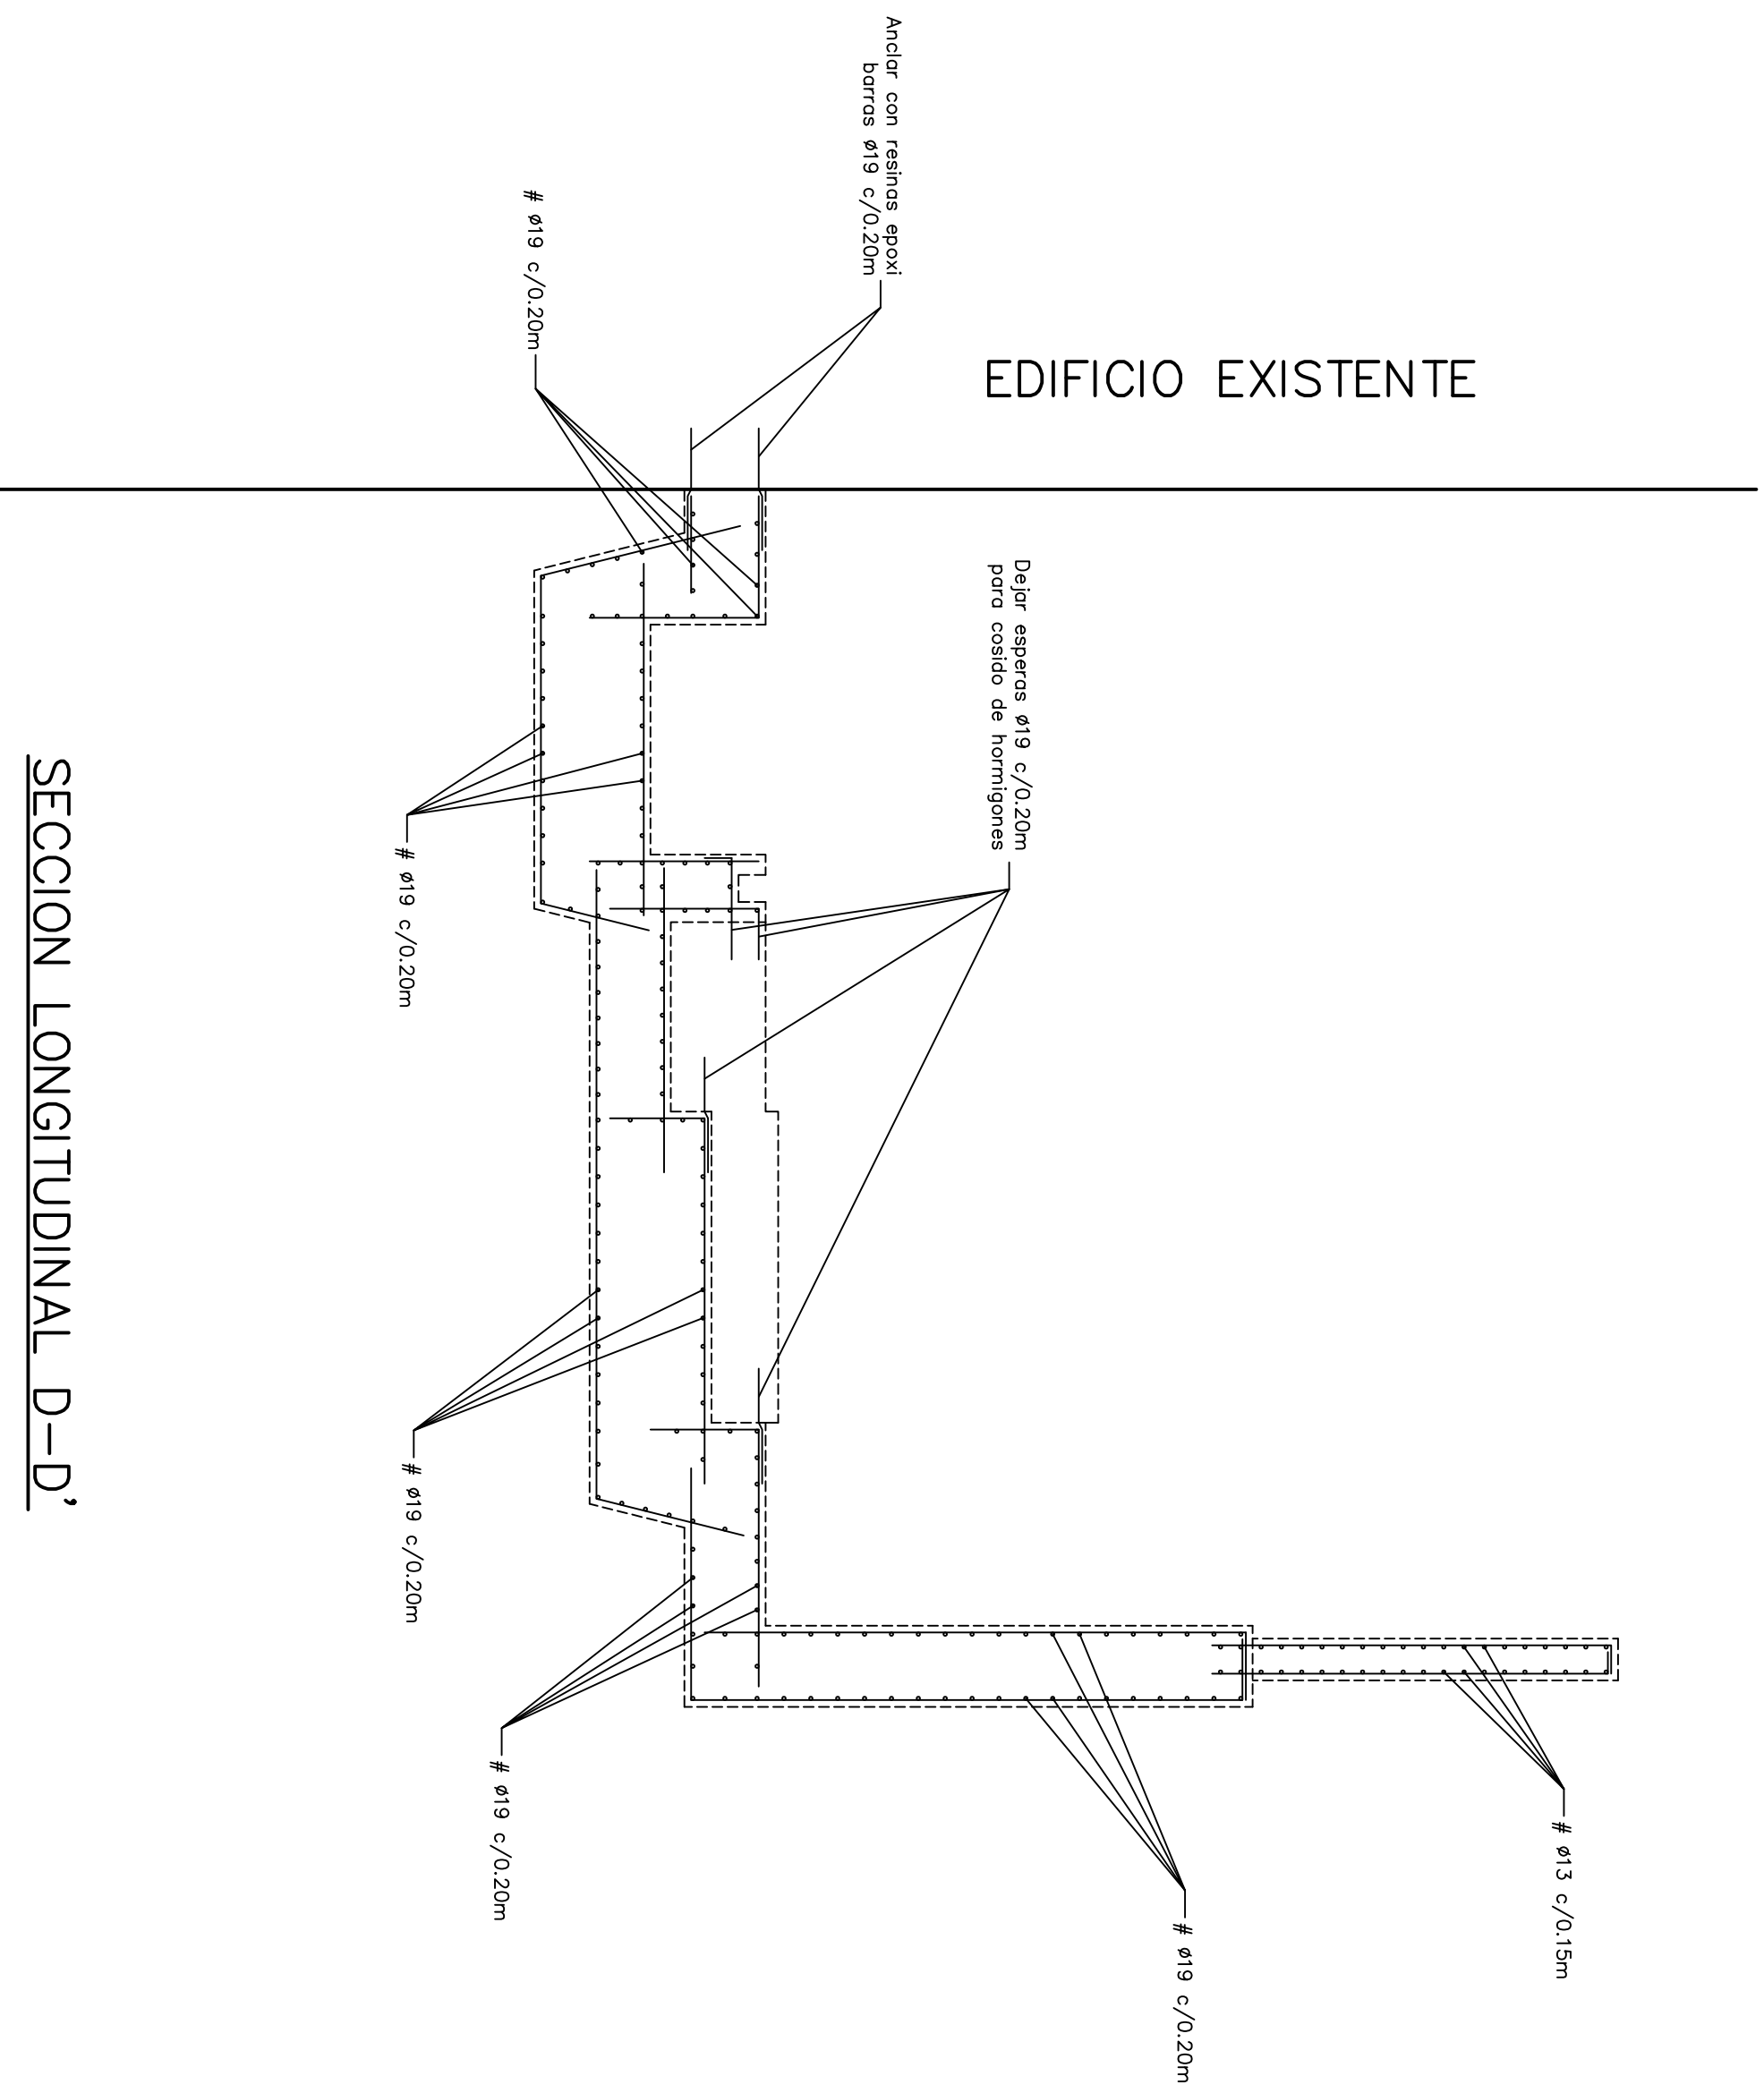 EDIFICIO EXISTENTE
Anclar con resinas epoxi
barras ø19 c/0.20m
# ø19 c/0.20m
Dejar esperas ø19 c/0.20m
para cosido de hormigones
# ø19 c/0.20m
# ø19 c/0.20m
# ø19 c/0.20m
# ø19 c/0.20m
# ø13 c/0.15m
SECCION LONGITUDINAL D-D'